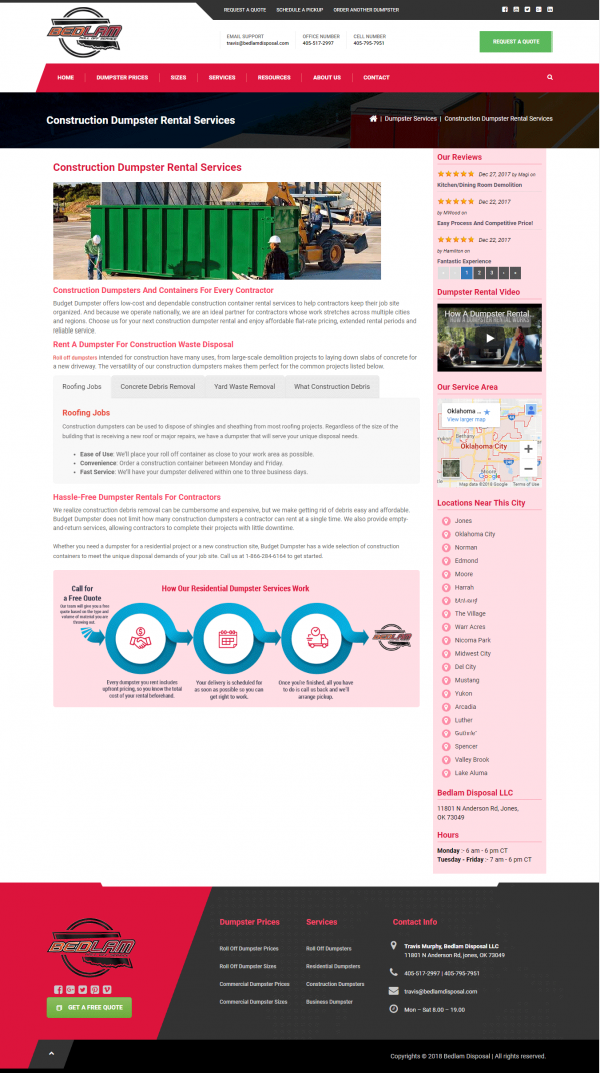 REQUEST A QUOTE SCHEDULE A PICKUP ORDER ANOTHER DUMPSTER
BEDLAM
EMAIL SUPPORT
travis@bedlamdisposal.com
OFFICE NUMBER
405-517-2997
CELL NUMBER
405-795-7951
REQUEST A QUOTE
HOME DUMPSTER PRICES SIZES SERVICES RESOURCES ABOUT US CONTACT
Construction Dumpster Rental Services
| Dumpster Services | Construction Dumpster Rental Services
Construction Dumpster Rental Services
Construction Dumpsters And Containers For Every Contractor
Budget Dumpster offers low-cost and dependable construction container rental services to help contractors keep their job site
organized. And because we operate nationally, we are an ideal partner for contractors whose work stretches across multiple cities
and regions. Choose us for your next construction dumpster rental and enjoy affordable flat-rate pricing, extended rental periods and
reliable service.
Rent A Dumpster For Construction Waste Disposal
Roll off dumpsters intended for construction have many uses, from large-scale demolition projects to laying down slabs of concrete for
a new driveway. The versatility of our construction dumpsters makes them perfect for the common projects listed below.
Roofing Jobs Concrete Debris Removal Yard Waste Removal What Construction Debris
Roofing Jobs
Construction dumpsters can be used to dispose of shingles and sheathing from most roofing projects. Regardless of the size of the
building that is receiving a new roof or major repairs, we have a dumpster that will serve your unique disposal needs.
• Ease of Use: We'll place your roll off container as close to your work area as possible.
• Convenience: Order a construction container between Monday and Friday.
• Fast Service: We'll have your dumpster delivered within one to three business days.
Hassle-Free Dumpster Rentals For Contractors
We realize construction debris removal can be cumbersome and expensive, but we make getting rid of debris easy and affordable.
Budget Dumpster does not limit how many construction dumpsters a contractor can rent at a single time. We also provide empty-
and-return services, allowing contractors to complete their projects with little downtime.
Whether you need a dumpster for a residential project or a new construction site, Budget Dumpster has a wide selection of construction
containers to meet the unique disposal demands of your job site. Call us at 1-866-284-6164 to get started.
Call for
a Free Quote
Our team will give you a free
quote based on the type and
volume of material you are
throwing out.
How Our Residential Dumpster Services Work
BEDLAM
Every dumpster you rent includes
upfront pricing, so you know the total
cost of your rental beforehand.
Your delivery is scheduled for
as soon as possible so you can
get right to work.
Once you're finished, all you have
to do is call us back and we'll
arrange pickup.
Our Reviews
Dec 27, 2017 by Magi on
Kitchen/Dining Room Demolition
Dec 22, 2017
by MWood on
Easy Process And Competitive Price!
Dec 22, 2017
by Hamilton on
Fantastic Experience
1 2 3
Dumpster Rental Video
How A Dumpster Rental...
Our Service Area
Oklahoma ...
View larger map
Yukon
Bethany
Oklahoma City
Moore
Google
Map data ©2018 Google Terms of Use
Locations Near This City
Jones
Oklahoma City
Norman
Edmond
Moore
Harrah
The Village
Warr Acres
Nicoma Park
Midwest City
Del City
Mustang
Yukon
Arcadia
Luther
Guthrie
Spencer
Valley Brook
Lake Aluma
Bedlam Disposal LLC
11801 N Anderson Rd, Jones,
OK 73049
Hours
Monday :- 6 am - 6 pm CT
Tuesday - Friday :- 7 am - 6 pm CT
BEDLAM
GET A FREE QUOTE
Dumpster Prices
Roll Off Dumpster Prices
Roll Off Dumpster Sizes
Commercial Dumpster Prices
Commercial Dumpster Sizes
Services
Roll Off Dumpsters
Residential Dumpsters
Construction Dumpsters
Business Dumpster
Contact Info
Travis Murphy, Bedlam Disposal LLC
11801 N Anderson Rd, jones, OK 73049
405-517-2997 | 405-795-7951
travis@bedlamdisposal.com
Mon – Sat 8.00 – 19.00
Copyrights © 2018 Bedlam Disposal | All rights reserved.